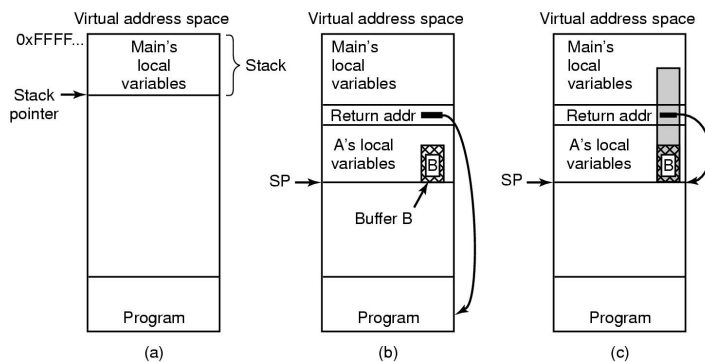 Virtual address space
0xFFFF...
Main's
local
variables
Stack
Stack
pointer
Program
(a)
Virtual address space
Main's
local
variables
Return addr
A's local
variables
B
SP
Buffer B
Program
(b)
Virtual address space
Main's
local
variables
Return addr
A's local
variables
B
SP
Program
(c)